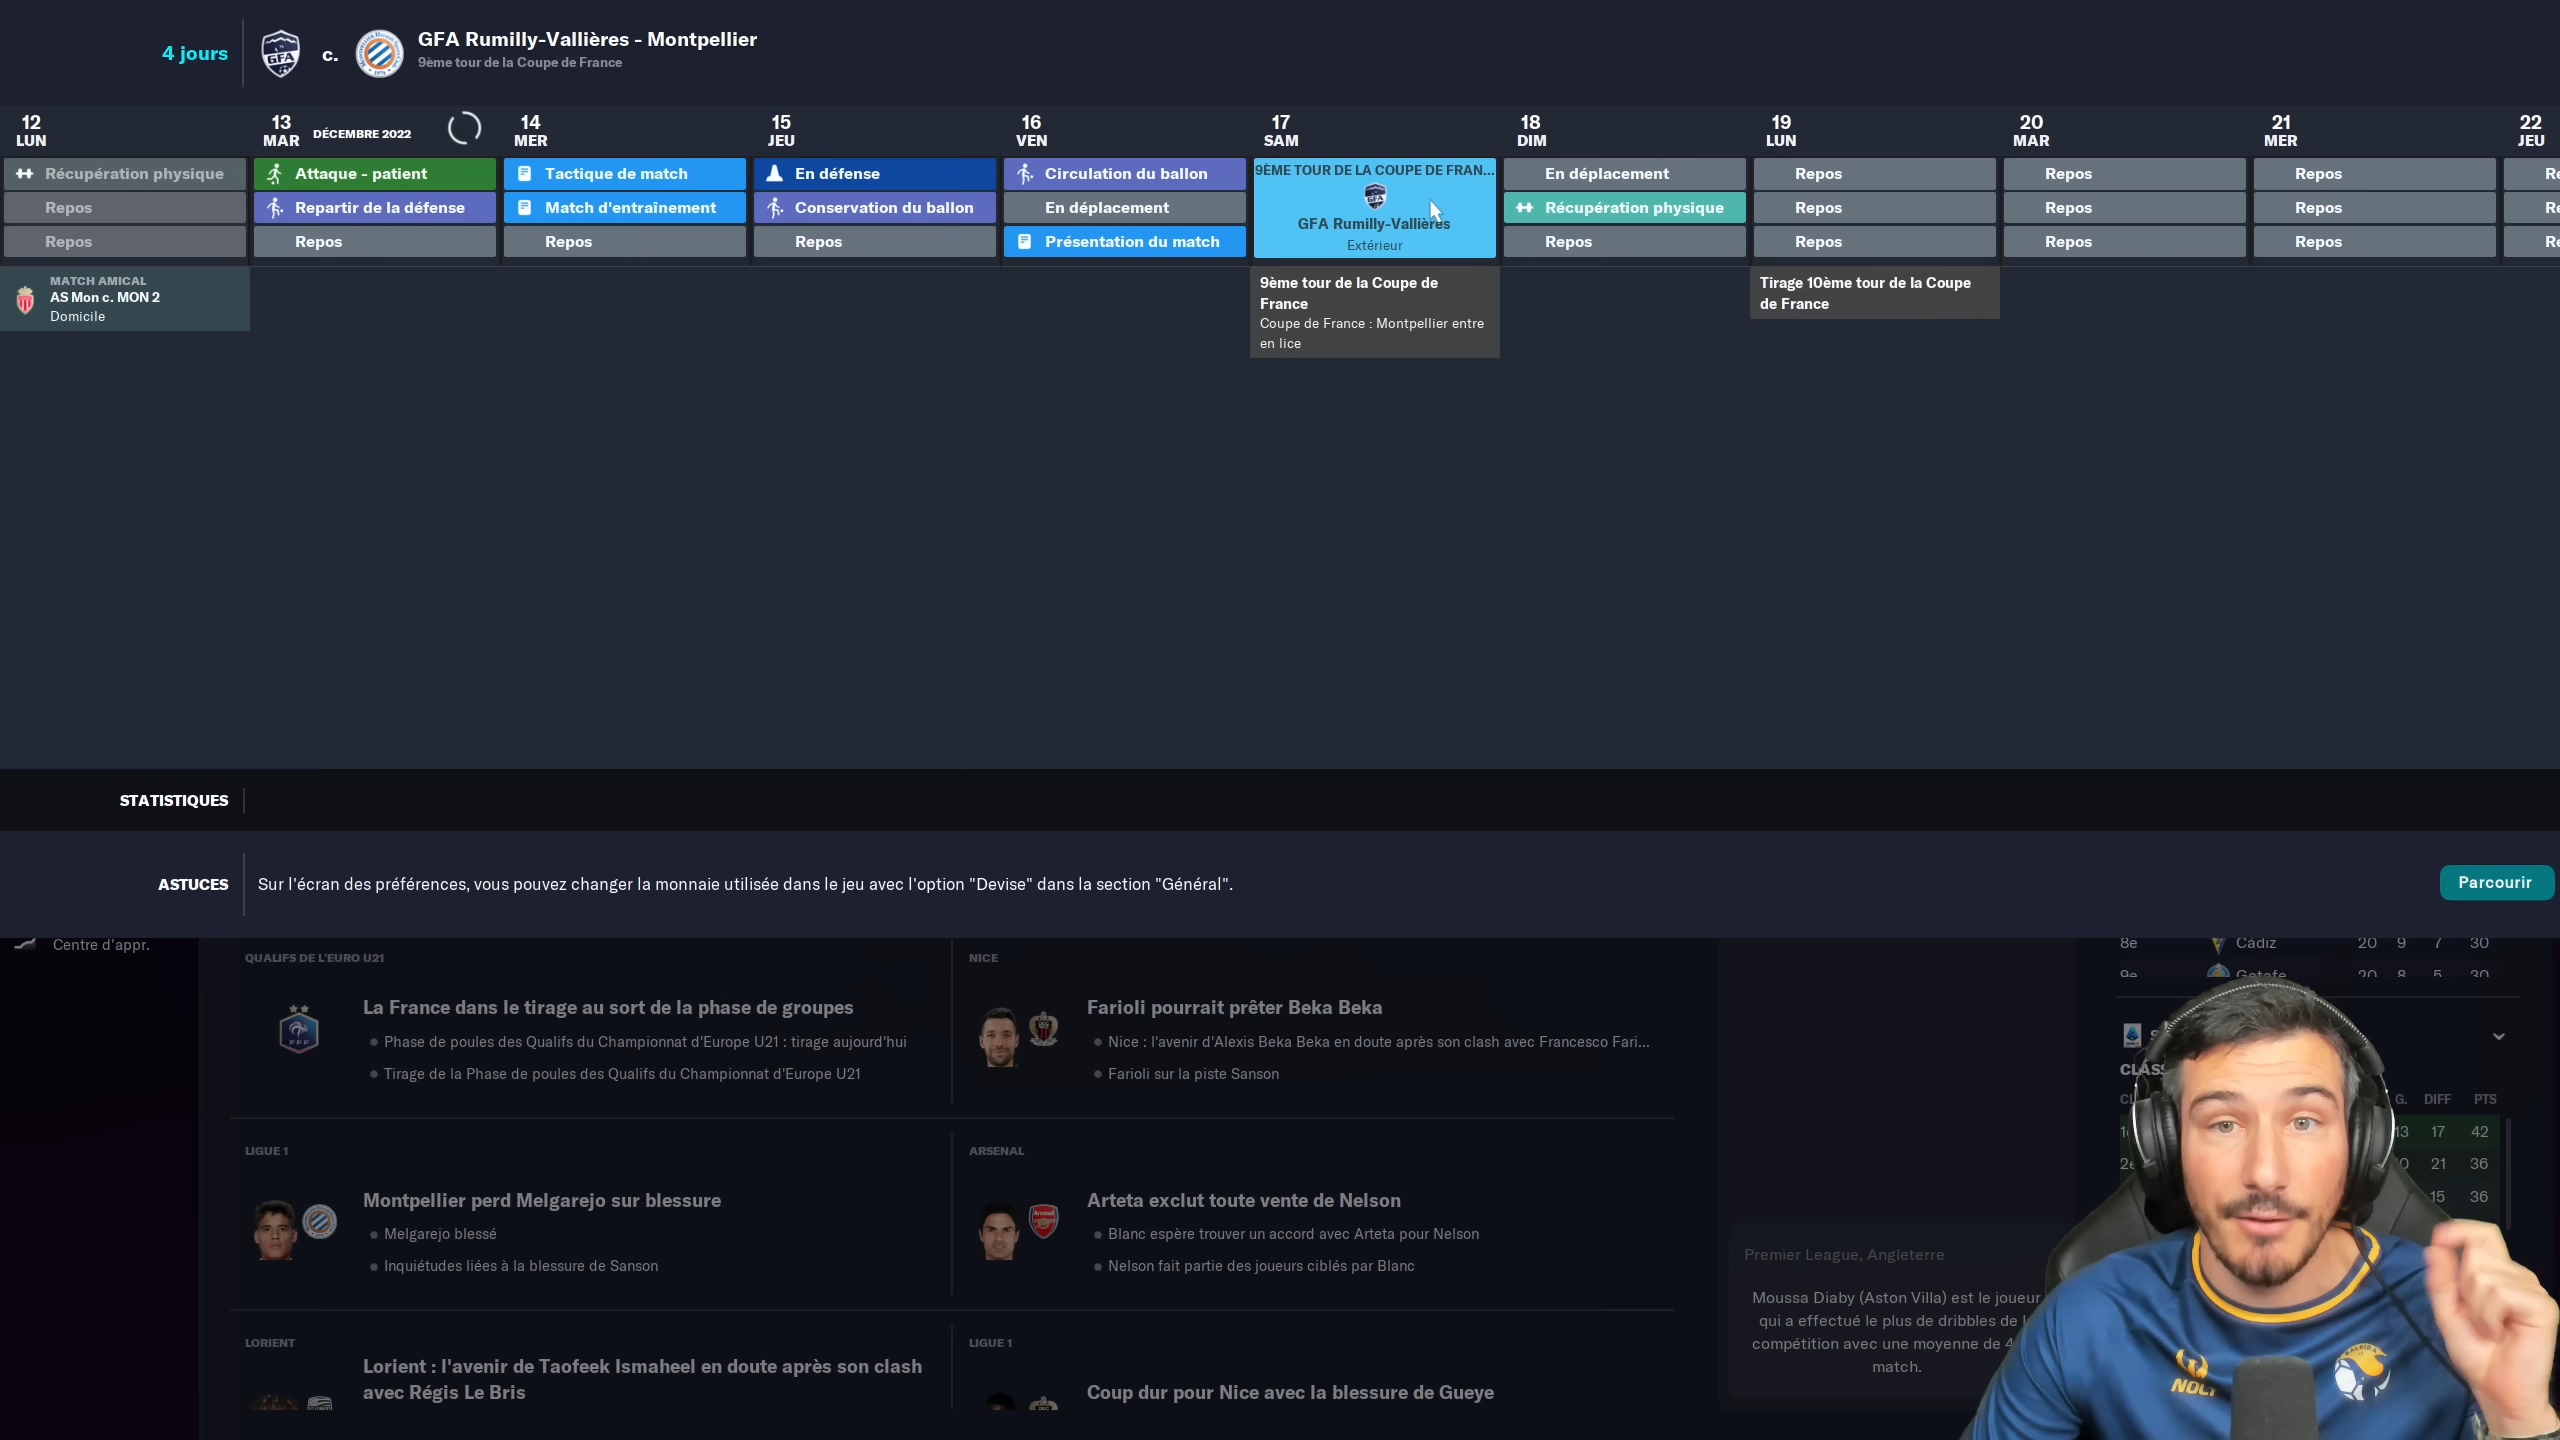 4 jours
c.
GFA Rumilly-Vallières - Montpellier
9ème tour de la Coupe de France
12
LUN
13
MAR
DÉCEMBRE 2022
14
MER
15
JEU
16
VEN
17
SAM
18
DIM
19
LUN
20
MAR
21
MER
22
JEU
Récupération physique
Repos
Repos
Attaque - patient
Repartir de la défense
Repos
Tactique de match
Match d'entraînement
Repos
En défense
Conservation du ballon
Repos
Circulation du ballon
En déplacement
Présentation du match
9ÈME TOUR DE LA COUPE DE FRAN...
GFA Rumilly-Vallières
Extérieur
En déplacement
Récupération physique
Repos
Repos
Repos
Repos
Repos
Repos
Repos
Repos
Repos
Repos
MATCH AMICAL
AS Mon c. MON 2
Domicile
9ème tour de la Coupe de
France
Coupe de France : Montpellier entre
en lice
Tirage 10ème tour de la Coupe
de France
STATISTIQUES
ASTUCES
Sur l'écran des préférences, vous pouvez changer la monnaie utilisée dans le jeu avec l'option "Devise" dans la section "Général".
Parcourir
Centre d'appr.
8e Cádiz 20 9 7 30
9e Getafe 20 8 5 30
QUALIFS DE L'EURO U21
La France dans le tirage au sort de la phase de groupes
Phase de poules des Qualifs du Championnat d'Europe U21 : tirage aujourd'hui
Tirage de la Phase de poules des Qualifs du Championnat d'Europe U21
NICE
Farioli pourrait prêter Beka Beka
Nice : l'avenir d'Alexis Beka Beka en doute après son clash avec Francesco Fari...
Farioli sur la piste Sanson
LIGUE 1
Montpellier perd Melgarejo sur blessure
Melgarejo blessé
Inquiétudes liées à la blessure de Sanson
ARSENAL
Arteta exclut toute vente de Nelson
Blanc espère trouver un accord avec Arteta pour Nelson
Nelson fait partie des joueurs ciblés par Blanc
LORIENT
Lorient : l'avenir de Taofeek Ismaheel en doute après son clash
avec Régis Le Bris
LIGUE 1
Coup dur pour Nice avec la blessure de Gueye
G. DIFF PTS
13 17 42
2e 21 36
15 36
Premier League, Angleterre
Moussa Diaby (Aston Villa) est le joueur
qui a effectué le plus de dribbles de
compétition avec une moyenne de
match.